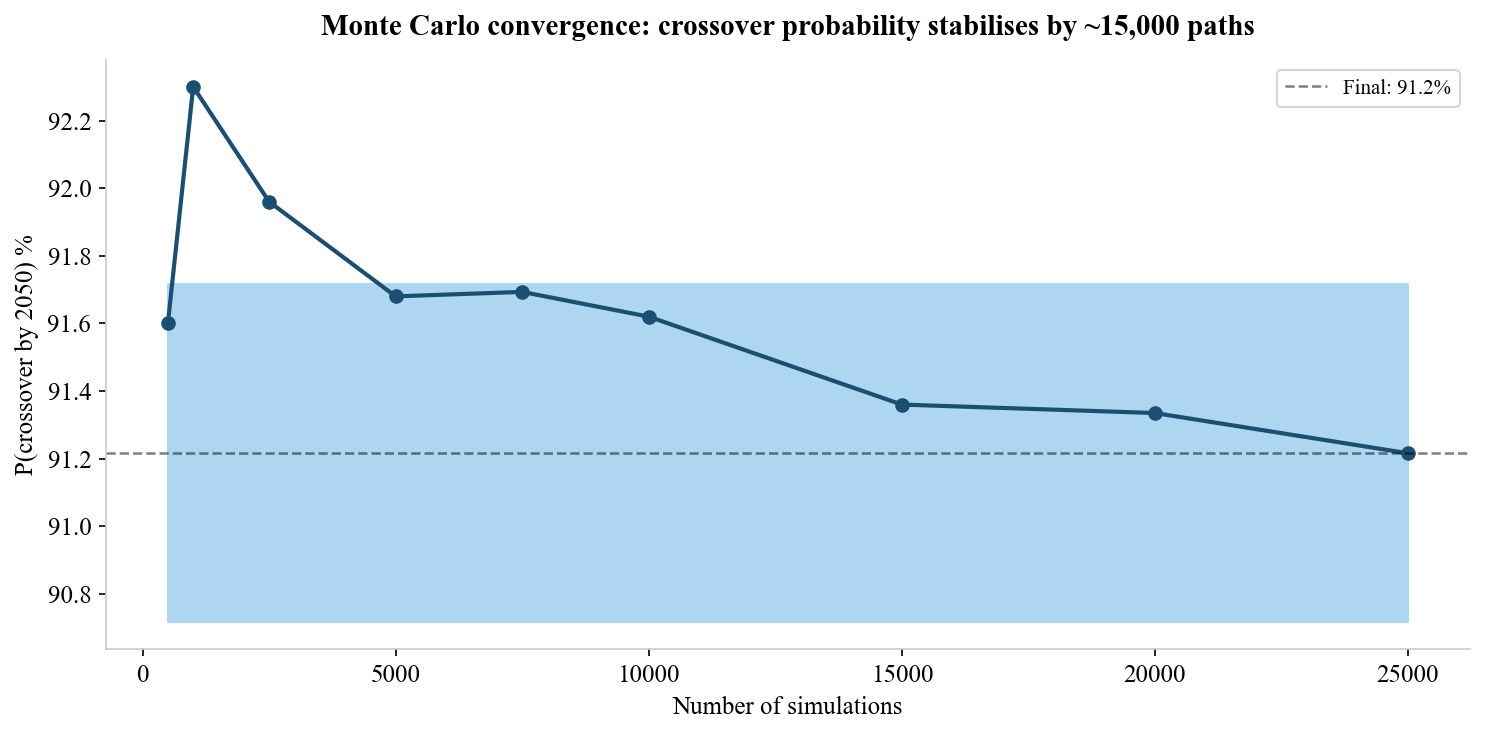 Monte Carlo convergence: crossover probability stabilises by ~15,000 paths
Final: 91.2%
P(crossover by 2050) %
92.2
92.0
91.8
91.6
91.4
91.2
91.0
90.8
0 5000 10000 15000 20000 25000
Number of simulations